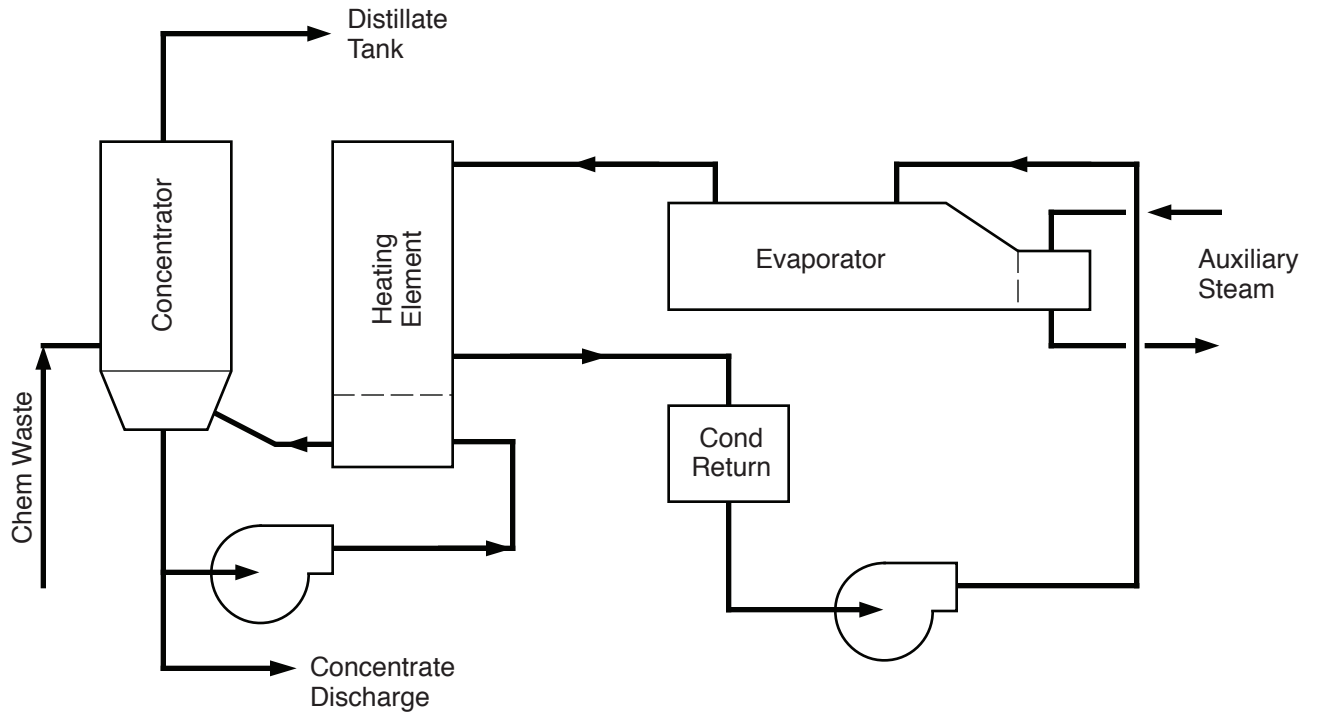 Distillate
Tank
Concentrator
Heating
Element
Evaporator
Auxiliary
Steam
Chem Waste
Cond
Return
Concentrate
Discharge